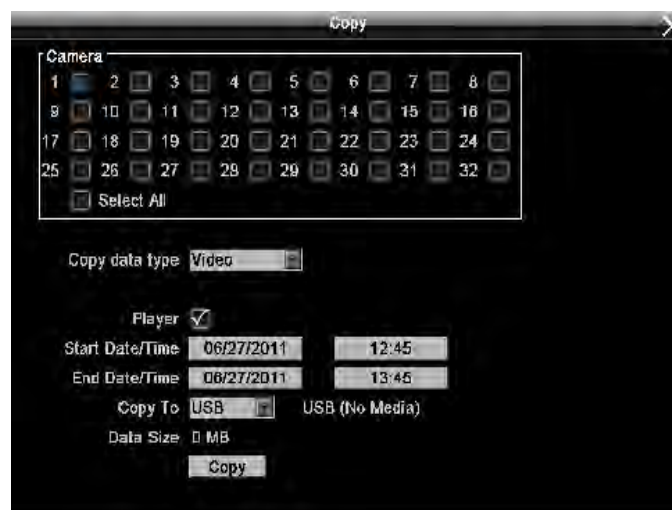 Copy
Camera
1 2 3 4 5 6 7 8
9 10 11 12 13 14 15 16
17 18 19 20 21 22 23 24
25 26 27 28 29 30 31 32
Select All
Copy data type Video
Player
Start Date/Time 06/27/2011 12:45
End Date/Time 06/27/2011 13:45
Copy To USB USB (No Media)
Data Size 0 MB
Copy